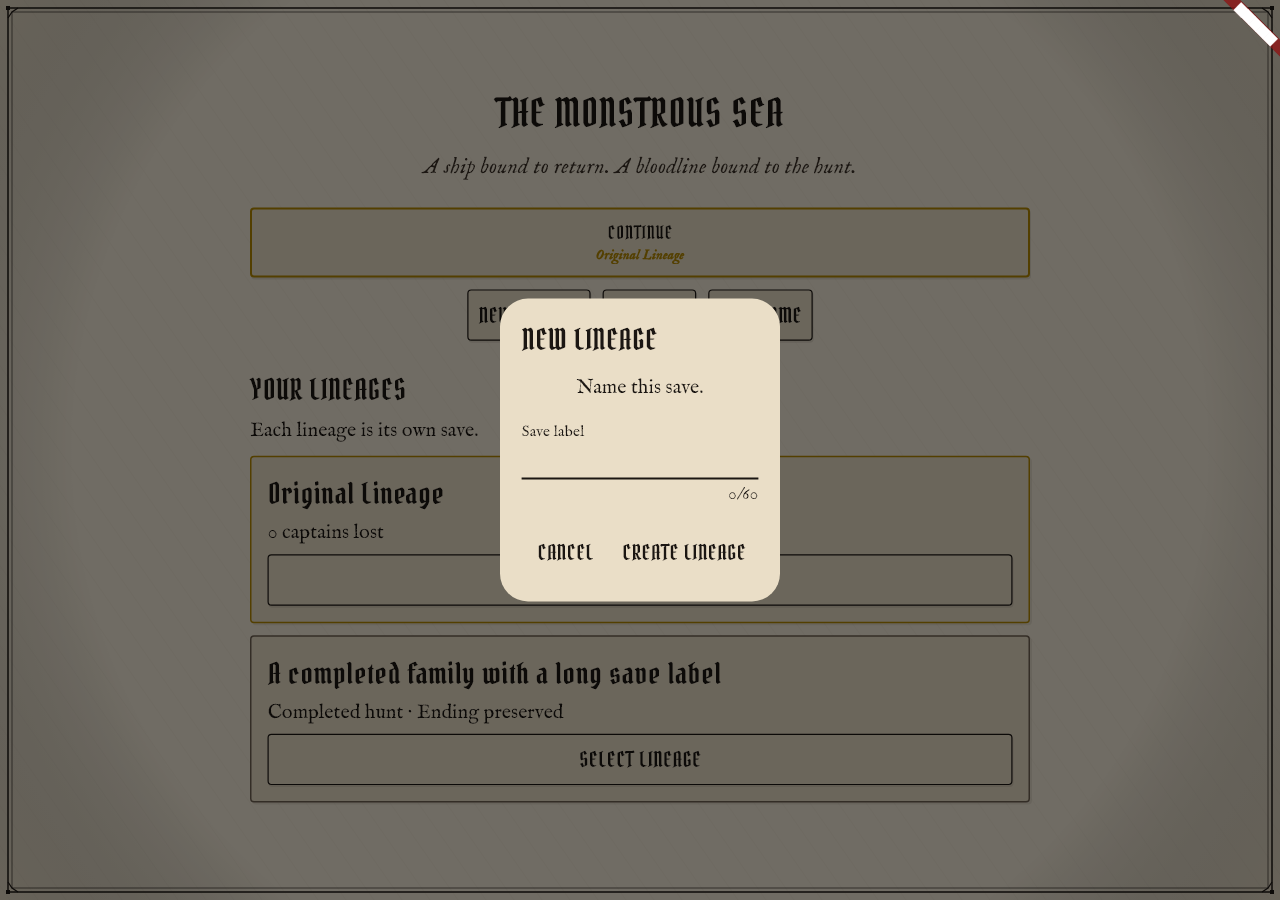 THE MONSTROUS SEA
A ship bound to return. A bloodline bound to the hunt.
CONTINUE
Original Lineage
NEW LINEAGE
Name this save.
Save label
0/60
CANCEL CREATE LINEAGE
YOUR LINEAGES
Each lineage is its own save.
Original Lineage
0 captains lost
A completed family with a long save label
Completed hunt · Ending preserved
SELECT LINEAGE